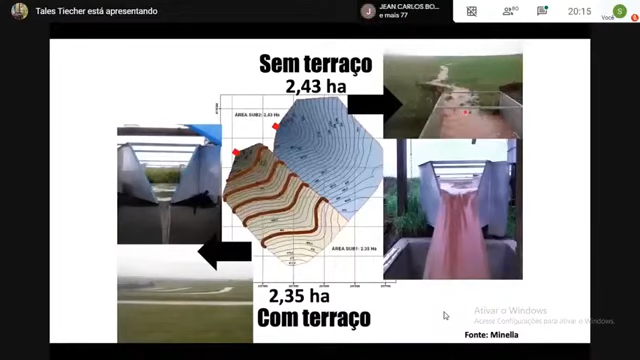 Tales Tiecher está apresentando
JEAN CARLOS BO...
e mais 77
80
20:15
Você
Sem terraço
2,43 ha
ÁREA SUB2: 2,43 Ha
ÁREA SUB1: 2,35 Ha
2,35 ha
Com terraço
Ativar o Windows
Acesse Configurações para ativar o Windows.
Fonte: Minella